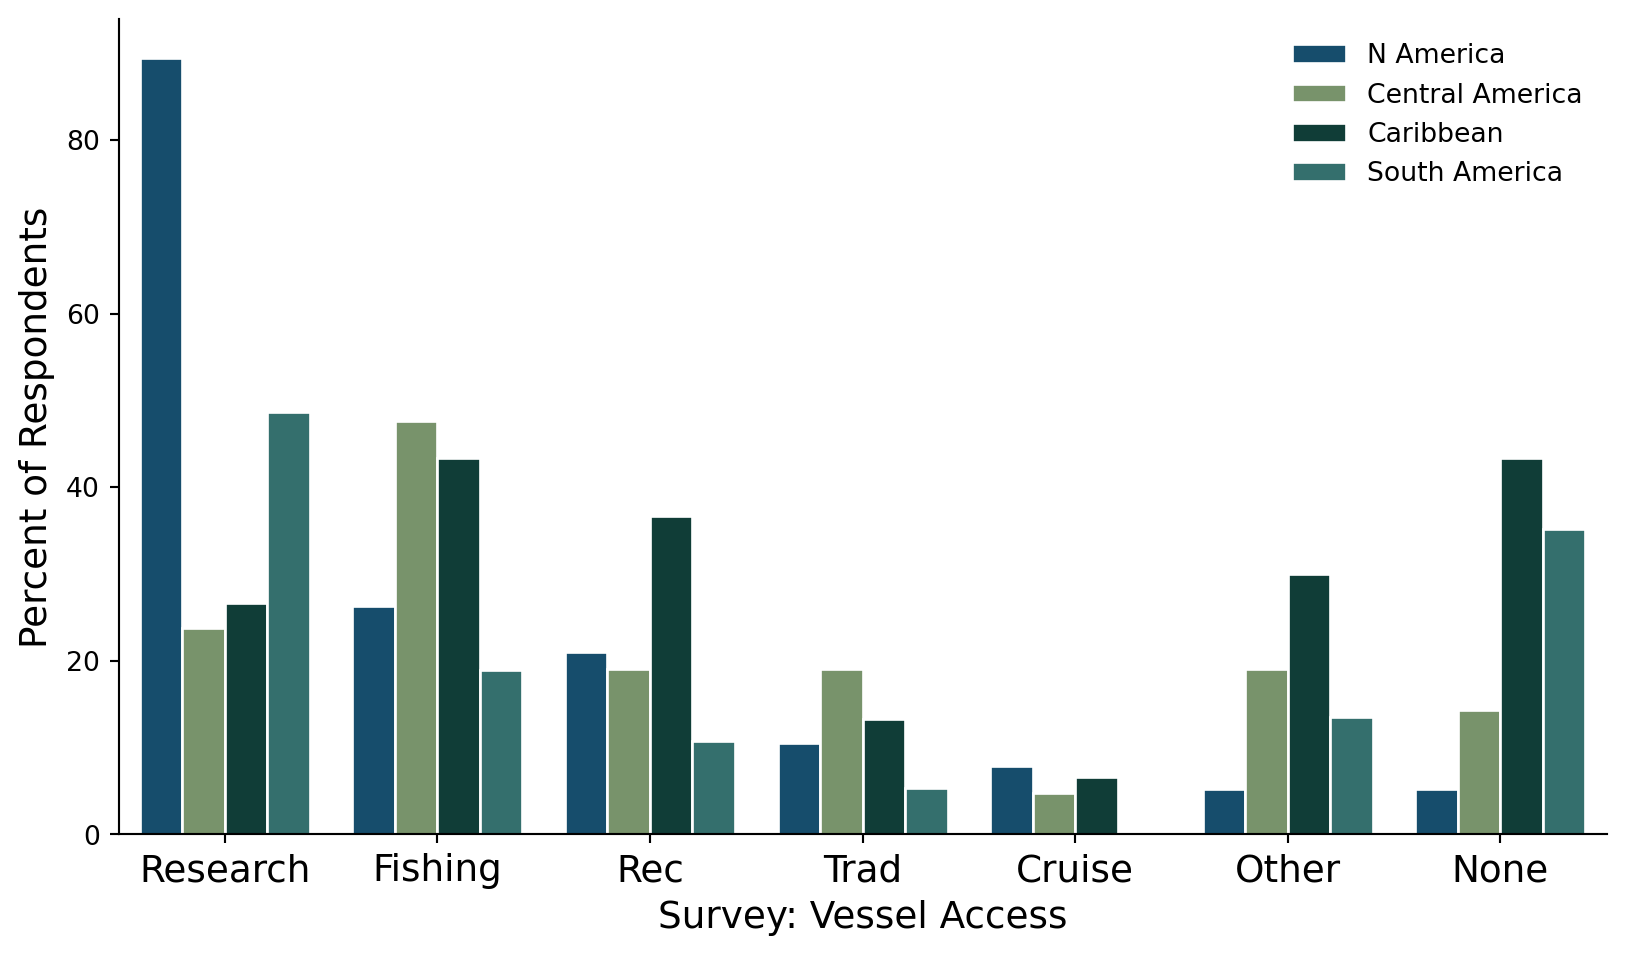 N America
Central America
Caribbean
South America
Percent of Respondents
80
60
40
20
0
Research Fishing Rec Trad Cruise Other None
Survey: Vessel Access